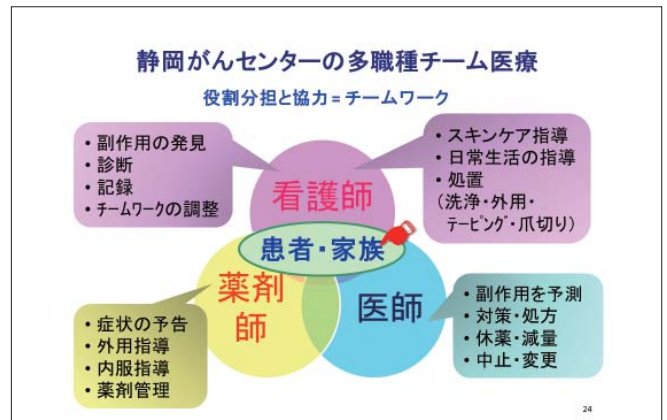 静岡がんセンターの多職種チーム医療
役割分担と協力=チームワーク
・副作用の発見
・診断
・記録
・チームワークの調整
・スキンケア指導
・日常生活の指導
・処置
(洗浄・外用・
テーピング・爪切り)
看護師
患者・家族
薬剤
師
医師
・症状の予告
・外用指導
・内服指導
・薬剤管理
・副作用を予測
・対策・処方
・休薬・減量
・中止・変更
24